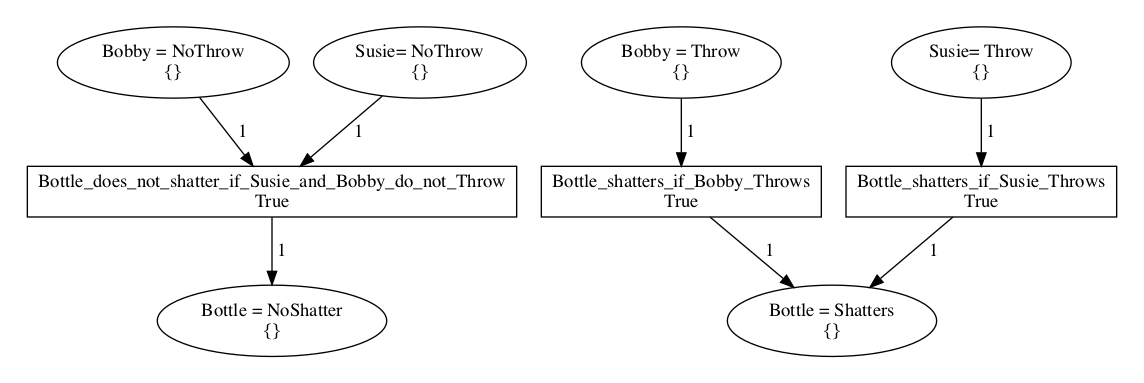 Bobby = NoThrow
{}
Susie= NoThrow
{}
Bobby = Throw
{}
Susie= Throw
{}
1
1
1
1
Bottle_does_not_shatter_if_Susie_and_Bobby_do_not_Throw
True
Bottle_shatters_if_Bobby_Throws
True
Bottle_shatters_if_Susie_Throws
True
1
1
1
Bottle = NoShatter
{}
Bottle = Shatters
{}